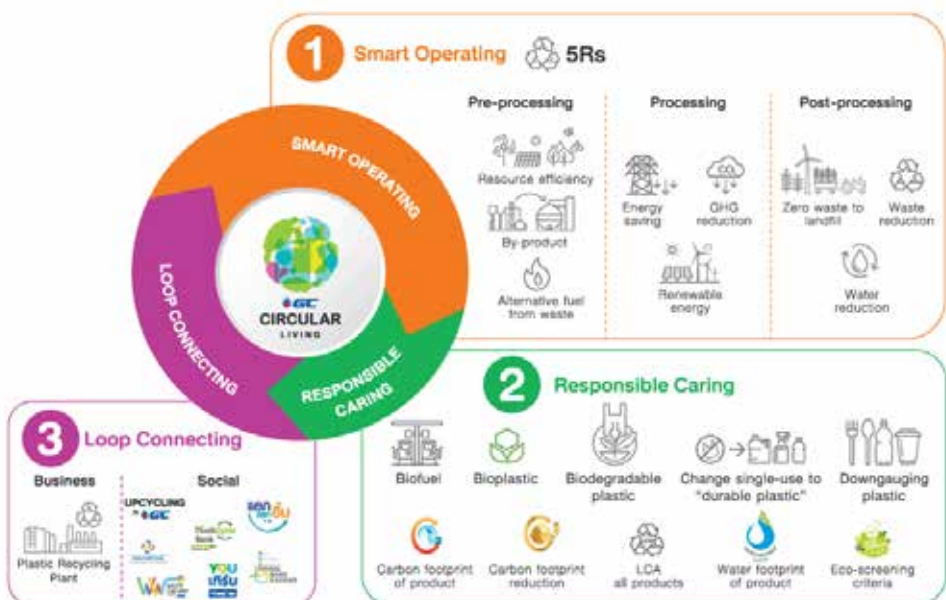 1 Smart Operating 5Rs
Pre-processing
Resource efficiency
By-product
Alternative fuel
from waste
Processing
Energy
saving
GHG
reduction
Renewable
energy
Post-processing
Zero waste to
landfill
Waste
reduction
Water
reduction
SMART OPERATING
LOOP CONNECTING
RESPONSIBLE
CARING
GC
CIRCULAR
LIVING
2 Responsible Caring
Biofuel
Bioplastic
Biodegradable
plastic
Change single-use to
"durable plastic"
Downgauging
plastic
Carbon footprint
of product
Carbon footprint
reduction
LCA
all products
Water footprint
of product
Eco-screening
criteria
3 Loop Connecting
Business
Plastic Recycling
Plant
Social
UPCYCLING
GC
YOU
เทิร์น